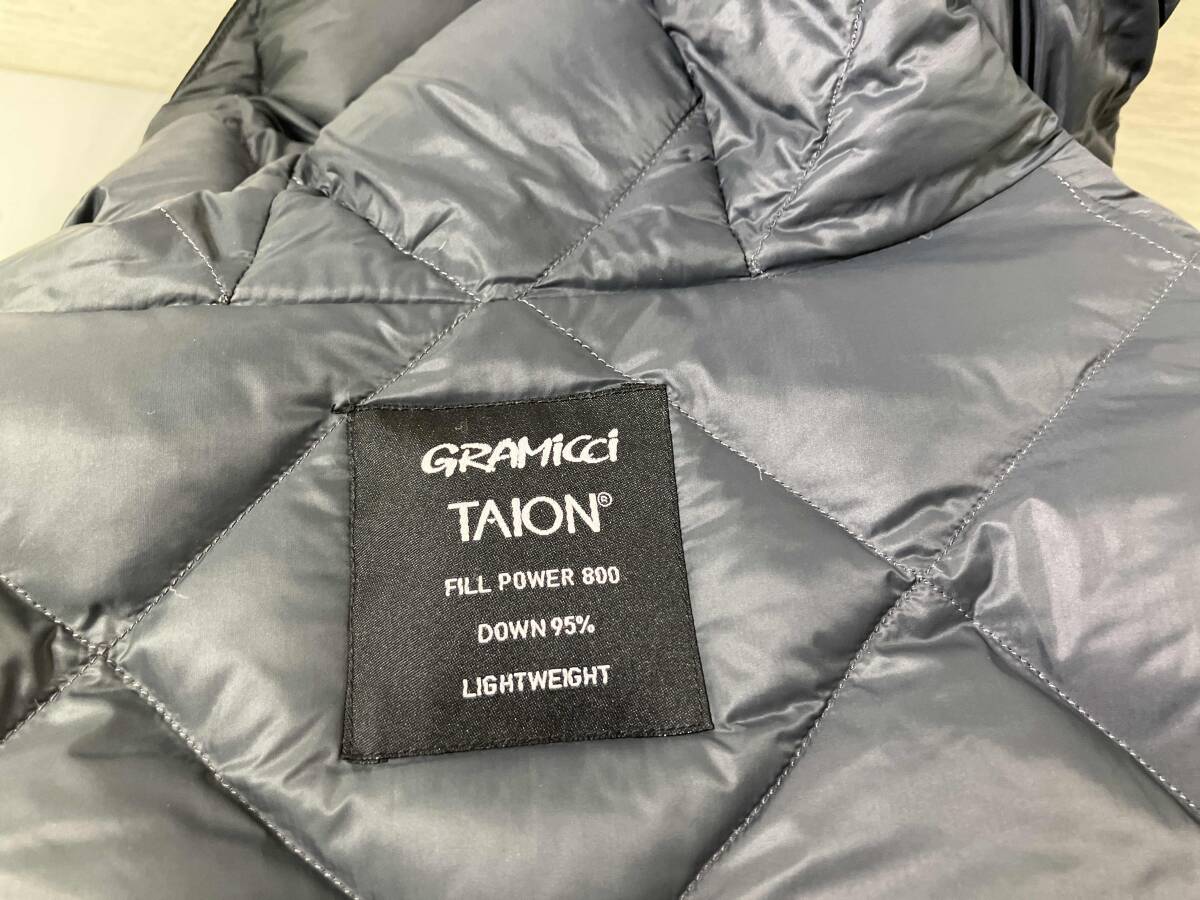 GRAMiCCi
TAION®
FILL POWER 800
DOWN 95%
LIGHTWEIGHT